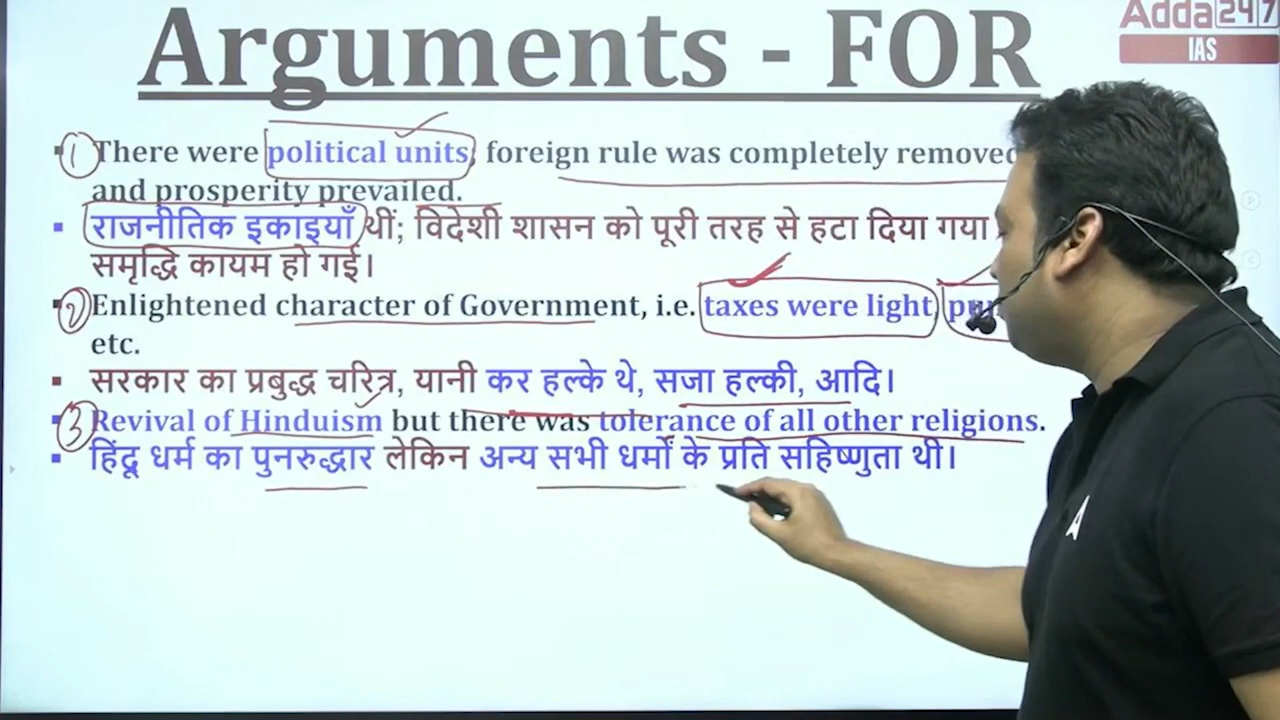 Arguments - FOR
Adda247
IAS
1 There were political units, foreign rule was completely removed
and prosperity prevailed.
राजनीतिक इकाइयाँ थीं; विदेशी शासन को पूरी तरह से हटा दिया गया
समृद्धि कायम हो गई।
2 Enlightened character of Government, i.e. taxes were light,
etc.
सरकार का प्रबुद्ध चरित्र, यानी कर हल्के थे, सजा हल्की, आदि।
3 Revival of Hinduism but there was tolerance of all other religions.
हिंदू धर्म का पुनरुद्धार लेकिन अन्य सभी धर्मों के प्रति सहिष्णुता थी।
A